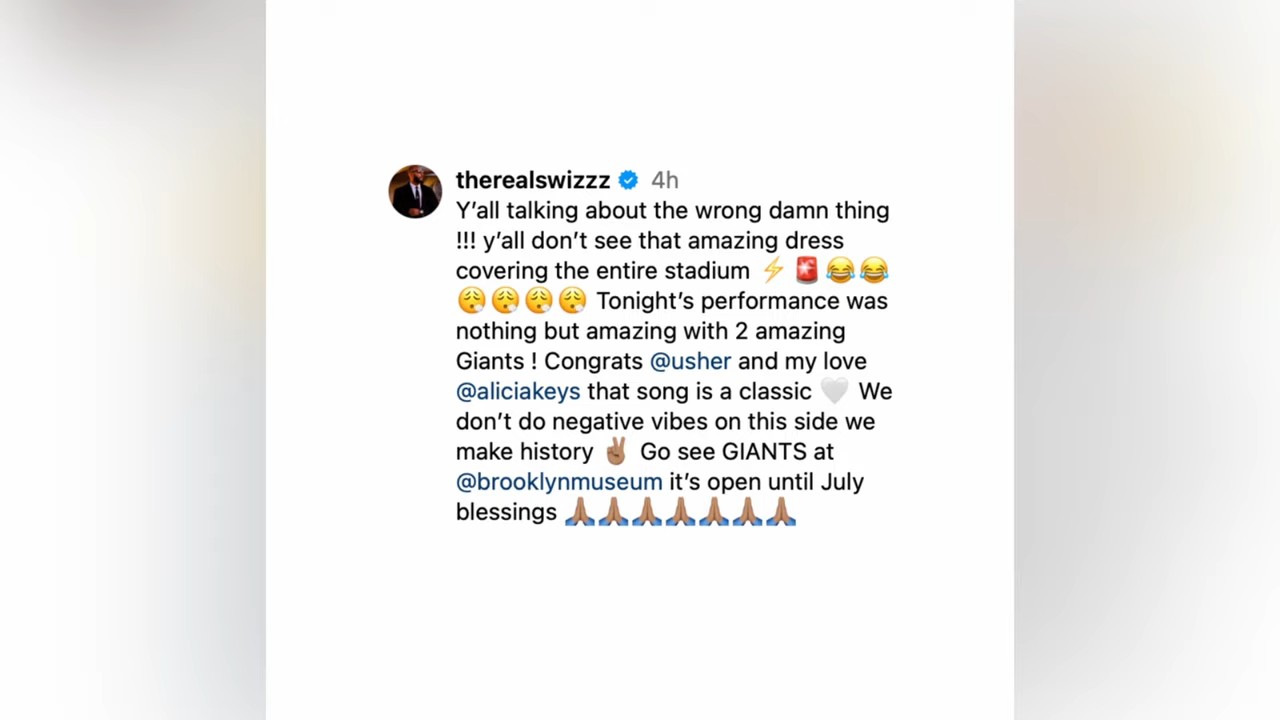 therealswizzz 4h
Y’all talking about the wrong damn thing
!!! y’all don’t see that amazing dress
covering the entire stadium ⚡️🚨😂😂
😮‍💨😮‍💨😮‍💨😮‍💨 Tonight’s performance was
nothing but amazing with 2 amazing
Giants ! Congrats @usher and my love
@aliciakeys that song is a classic 🤍 We
don’t do negative vibes on this side we
make history ✌🏽 Go see GIANTS at
@brooklynmuseum it’s open until July
blessings 🙏🏽🙏🏽🙏🏽🙏🏽🙏🏽🙏🏽🙏🏽